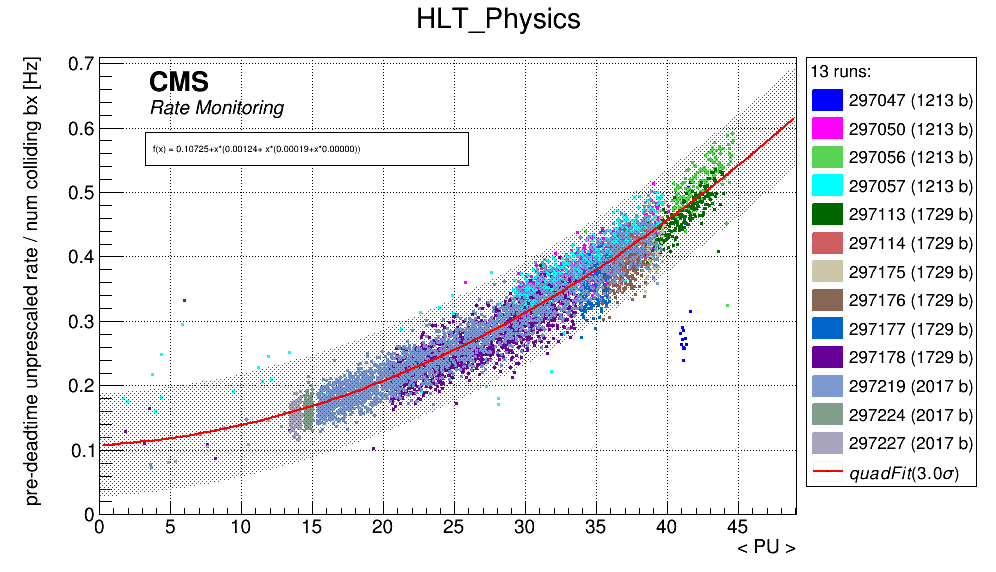 HLT_Physics
pre-deadtime unprescaled rate / num colliding bx [Hz]
0.7
0.6
0.5
0.4
0.3
0.2
0.1
0
CMS
Rate Monitoring
f(x) = 0.10725+x*(0.00124+ x*(0.00019+x*0.00000))
0 5 10 15 20 25 30 35 40 45
< PU >
13 runs:
297047 (1213 b)
297050 (1213 b)
297056 (1213 b)
297057 (1213 b)
297113 (1729 b)
297114 (1729 b)
297175 (1729 b)
297176 (1729 b)
297177 (1729 b)
297178 (1729 b)
297219 (2017 b)
297224 (2017 b)
297227 (2017 b)
quadFit(3.0σ)